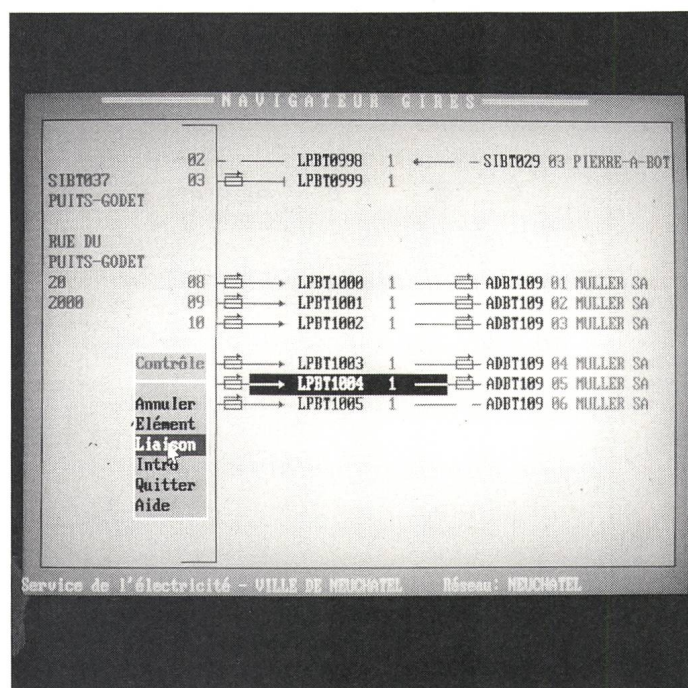 NAVIGATEUR GIRES
02 LPBT0998 1 SIBT029 03 PIERRE-A-BOT
SIBT037 03 LPBT0999 1
PUITS-GODET
RUE DU
PUITS-GODET
20 08 LPBT1000 1 ADBT109 01 MULLER SA
2000 09 LPBT1001 1 ADBT109 02 MULLER SA
10 LPBT1002 1 ADBT109 03 MULLER SA
Contrôle LPBT1003 1 ADBT109 04 MULLER SA
LPBT1004 1 ADBT109 05 MULLER SA
Annuler LPBT1005 1 ADBT109 06 MULLER SA
Elément
Liaison
Intro
Quitter
Aide
Service de l'électricité - VILLE DE NEUCHATEL Réseau: NEUCHATEL